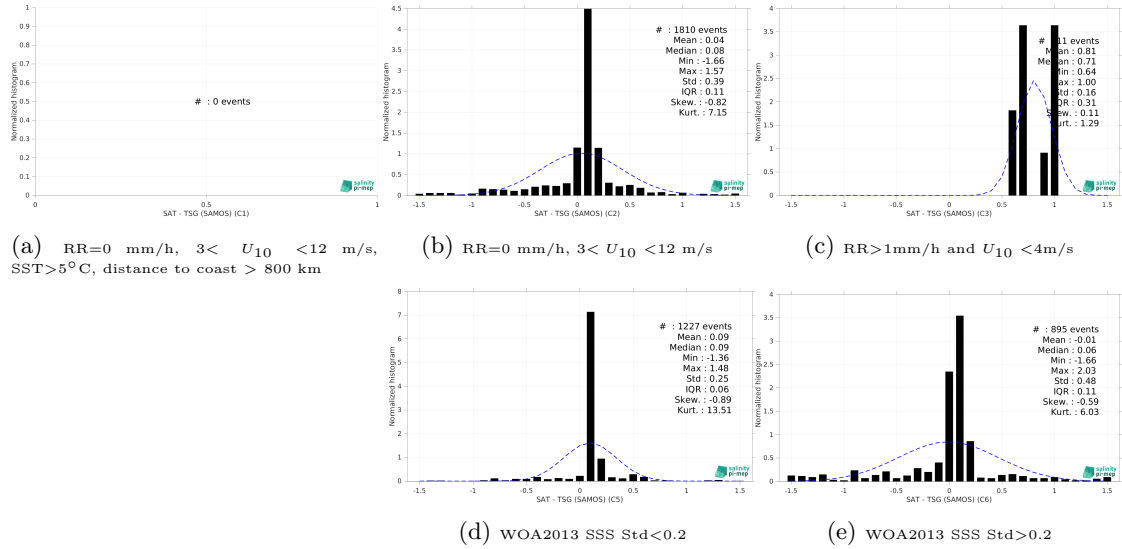 Normalized histogram
1
0.9
0.8
0.7
0.6
0.5
0.4
0.3
0.2
0.1
0
# : 0 events
salinity
pi-mep
0
0.5
1
SAT - TSG (SAMOS) (C1)
(a) RR=0 mm/h, 3< U10 <12 m/s,
SST>5°C, distance to coast > 800 km
Normalized histogram
4.5
4
3.5
3
2.5
2
1.5
1
0.5
0
# : 1810 events
Mean : 0.04
Median : 0.08
Min : -1.66
Max : 1.57
Std : 0.39
IQR : 0.11
Skew. : -0.82
Kurt. : 7.15
salinity
pi-mep
-1.5
-1
-0.5
0
0.5
1
1.5
SAT - TSG (SAMOS) (C2)
(b) RR=0 mm/h, 3< U10 <12 m/s
Normalized histogram
4
3.5
3
2.5
2
1.5
1
0.5
0
# 11 events
an : 0.81
Me : 0.71
: 0.64
ax : 1.00
td : 0.16
QR : 0.31
ew. : 0.11
urt. : 1.29
salinity
pi-mep
-1.5
-1
-0.5
0
0.5
1
1.5
SAT - TSG (SAMOS) (C3)
(c) RR>1mm/h and U10 <4m/s
Normalized histogram
8
7
6
5
4
3
2
1
0
# : 1227 events
Mean : 0.09
Median : 0.09
Min : -1.36
Max : 1.48
Std : 0.25
IQR : 0.06
Skew. : -0.89
Kurt. : 13.51
salinity
pi-mep
-1.5
-1
-0.5
0
0.5
1
1.5
SAT - TSG (SAMOS) (C5)
(d) WOA2013 SSS Std<0.2
Normalized histogram
4
3.5
3
2.5
2
1.5
1
0.5
0
# : 895 events
Mean : -0.01
Median : 0.06
Min : -1.66
Max : 2.03
Std : 0.48
IQR : 0.11
Skew. : -0.59
Kurt. : 6.03
salinity
pi-mep
-1.5
-1
-0.5
0
0.5
1
1.5
SAT - TSG (SAMOS) (C6)
(e) WOA2013 SSS Std>0.2